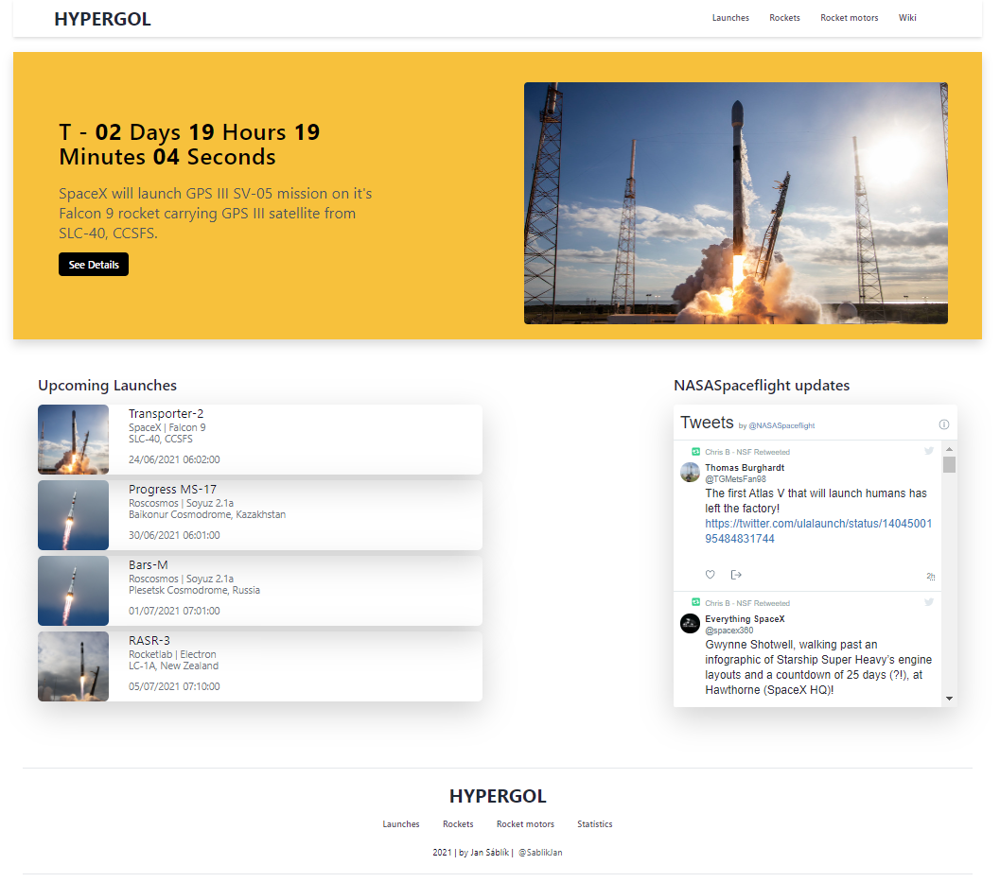 HYPERGOL
Launches Rockets Rocket motors Wiki
T - 02 Days 19 Hours 19
Minutes 04 Seconds
SpaceX will launch GPS III SV-05 mission on it's
Falcon 9 rocket carrying GPS III satellite from
SLC-40, CCSFS.
See Details
Upcoming Launches
Transporter-2
SpaceX | Falcon 9
SLC-40, CCSFS
24/06/2021 06:02:00
Progress MS-17
Roscosmos | Soyuz 2.1a
Baikonur Cosmodrome, Kazakhstan
30/06/2021 06:01:00
Bars-M
Roscosmos | Soyuz 2.1a
Plesetsk Cosmodrome, Russia
01/07/2021 07:01:00
RASR-3
Rocketlab | Electron
LC-1A, New Zealand
05/07/2021 07:10:00
NASASpaceflight updates
Tweets by @NASASpaceflight
Chris B - NSF Retweeted
Thomas Burghardt
@TGMetsFan98
The first Atlas V that will launch humans has
left the factory!
https://twitter.com/ulalaunch/status/14045001
95484831744
2h
Chris B - NSF Retweeted
Everything SpaceX
@spacex360
Gwynne Shotwell, walking past an
infographic of Starship Super Heavy's engine
layouts and a countdown of 25 days (?!), at
Hawthorne (SpaceX HQ)!
HYPERGOL
Launches Rockets Rocket motors Statistics
2021 | by Jan Sáblík | @SablikJan